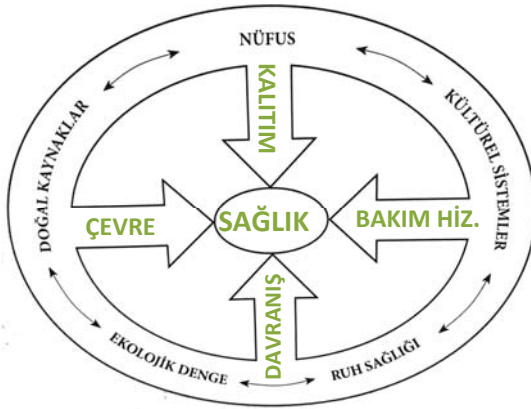 NÜFUS
KALITIM
DOĞAL KAYNAKLAR
KÜLTÜREL SİSTEMLER
ÇEVRE
SAĞLIK
BAKIM HİZ.
DAVRANIŞ
EKOLOJİK DENGE
RUH SAĞLIĞI